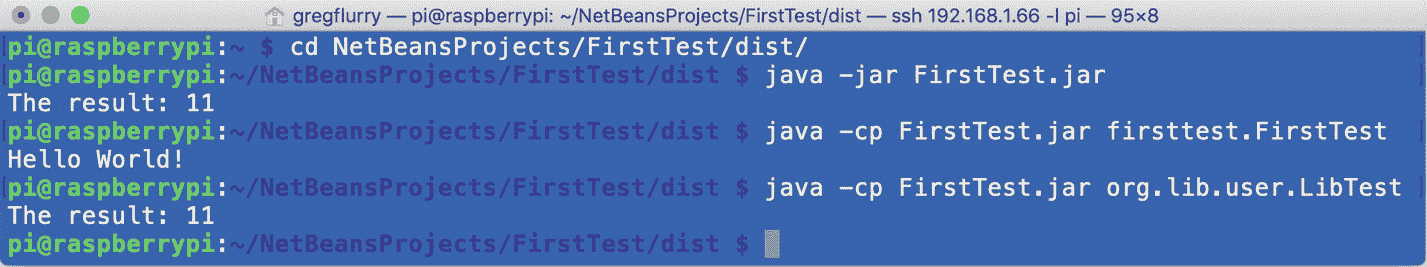 gregflurry — pi@raspberrypi: ~/NetBeansProjects/FirstTest/dist — ssh 192.168.1.66 -l pi — 95×8
pi@raspberrypi:~ $ cd NetBeansProjects/FirstTest/dist/
pi@raspberrypi:~/NetBeansProjects/FirstTest/dist $ java -jar FirstTest.jar
The result: 11
pi@raspberrypi:~/NetBeansProjects/FirstTest/dist $ java -cp FirstTest.jar firsttest.FirstTest
Hello World!
pi@raspberrypi:~/NetBeansProjects/FirstTest/dist $ java -cp FirstTest.jar org.lib.user.LibTest
The result: 11
pi@raspberrypi:~/NetBeansProjects/FirstTest/dist $